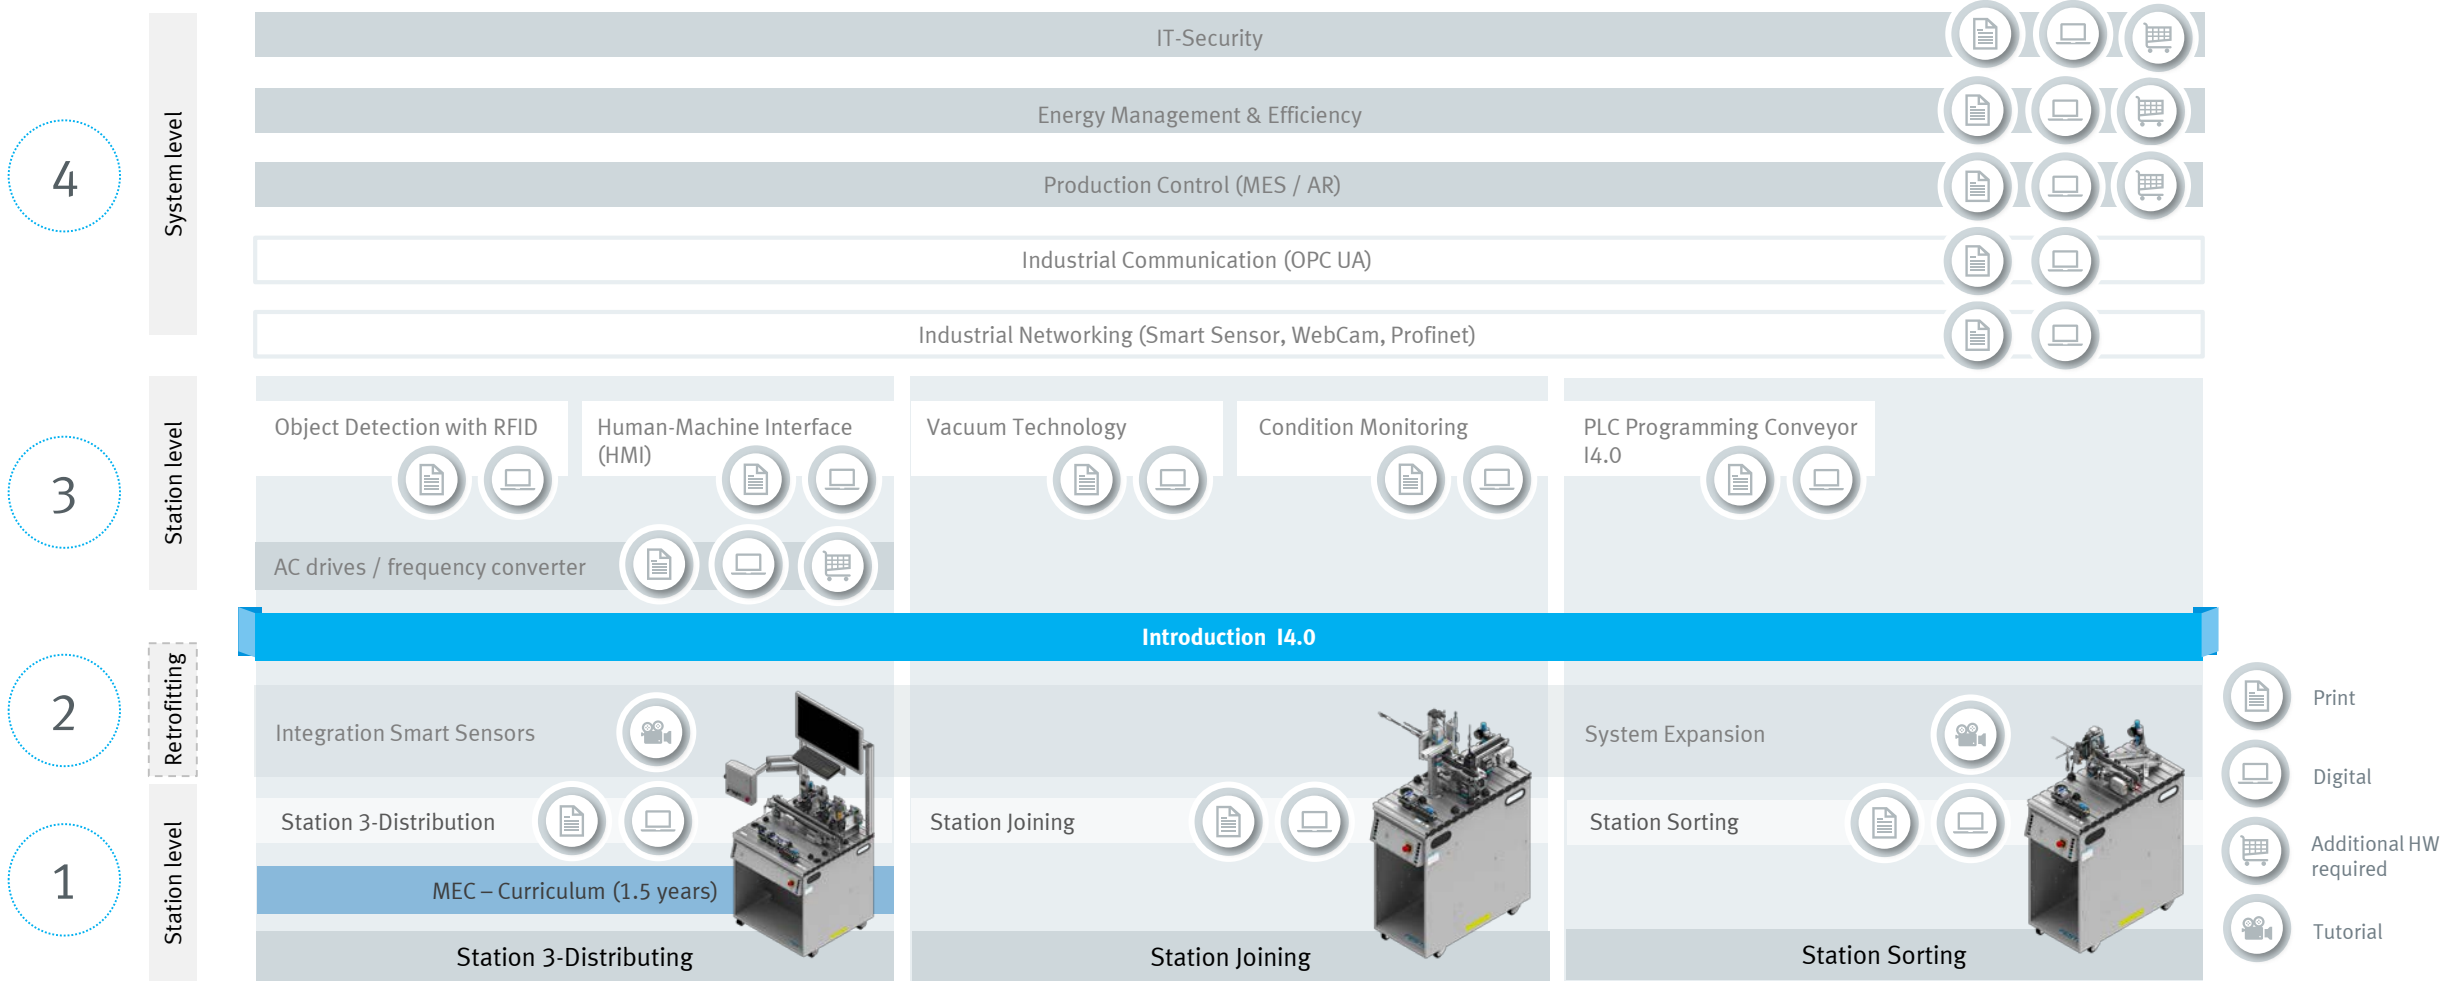 IT-Security
Energy Management & Efficiency
4
System level
Production Control (MES / AR)
Industrial Communication (OPC UA)
Industrial Networking (Smart Sensor, WebCam, Profinet)
3
Station level
Object Detection with RFID
Human-Machine Interface
(HMI)
Vacuum Technology
Condition Monitoring
PLC Programming Conveyor
I4.0
AC drives / frequency converter
Introduction I4.0
2
Retrofitting
Integration Smart Sensors
System Expansion
1
Station level
Station 3-Distribution
Station Joining
Station Sorting
MEC – Curriculum (1.5 years)
Station 3-Distributing
Station Joining
Station Sorting
Print
Digital
Additional HW
required
Tutorial